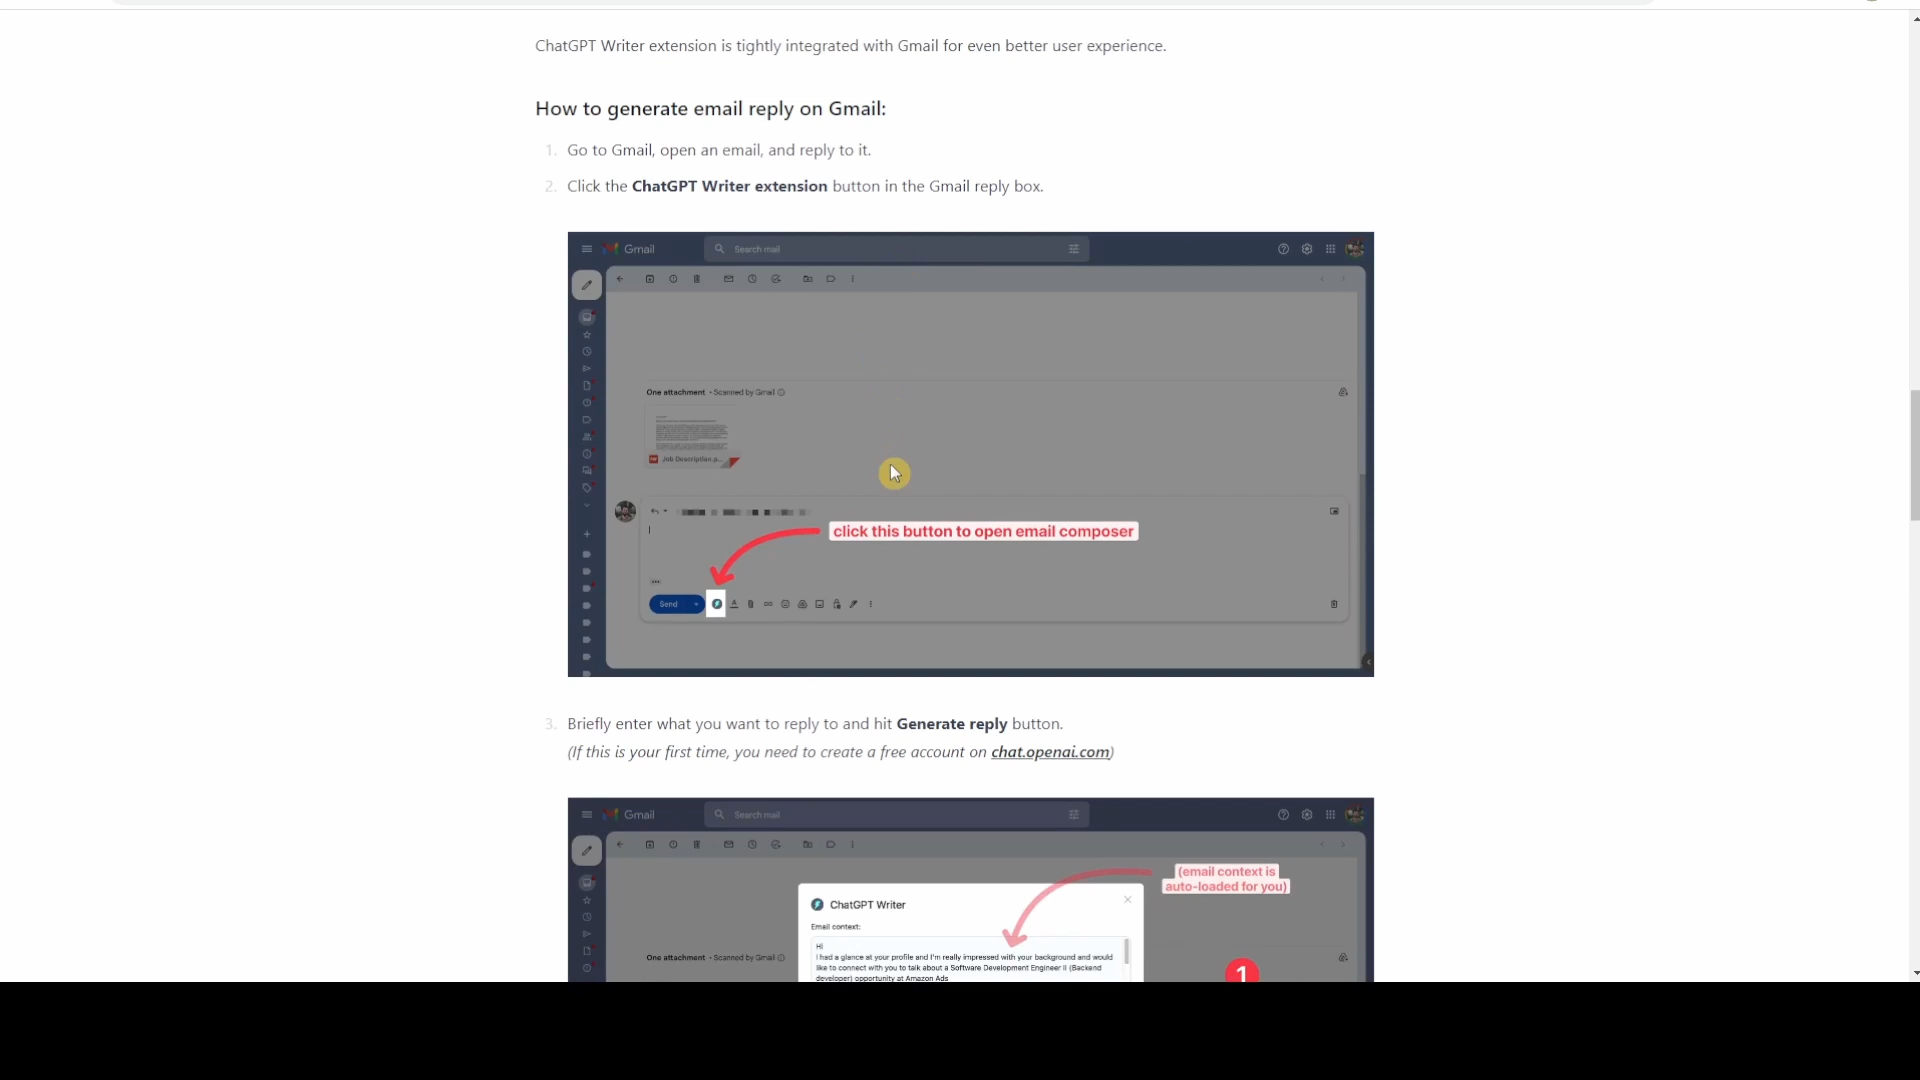 ChatGPT Writer extension is tightly integrated with Gmail for even better user experience.
How to generate email reply on Gmail:
1. Go to Gmail, open an email, and reply to it.
2. Click the ChatGPT Writer extension button in the Gmail reply box.
Gmail
Search mail
One attachment • Scanned by Gmail
Job Description.p...
click this button to open email composer
Send
3. Briefly enter what you want to reply to and hit Generate reply button.
(If this is your first time, you need to create a free account on chat.openai.com)
Gmail
Search mail
(email context is
auto-loaded for you)
ChatGPT Writer
Email context:
Hi
I had a glance at your profile and I'm really impressed with your background and would
like to connect with you to talk about a Software Development Engineer II (Backend
developer) opportunity at Amazon Ads
One attachment • Scanned by Gmail
1